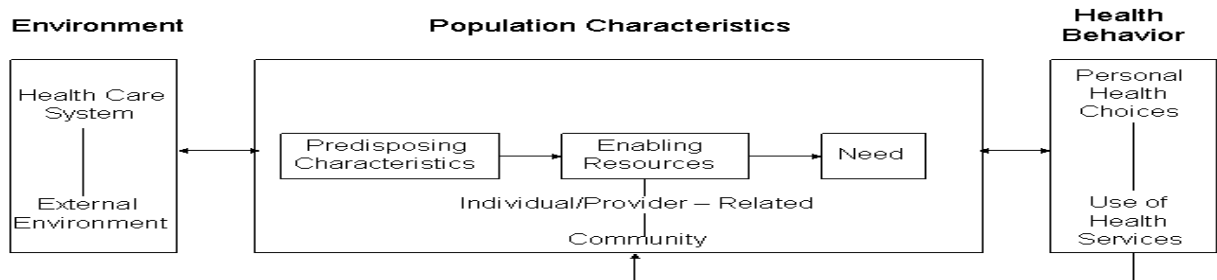 Environment
Population Characteristics
Health
Behavior
Health Care
System
External
Environment
Predisposing
Characteristics
Enabling
Resources
Need
Individual/Provider – Related
Community
Personal
Health
Choices
Use of
Health
Services